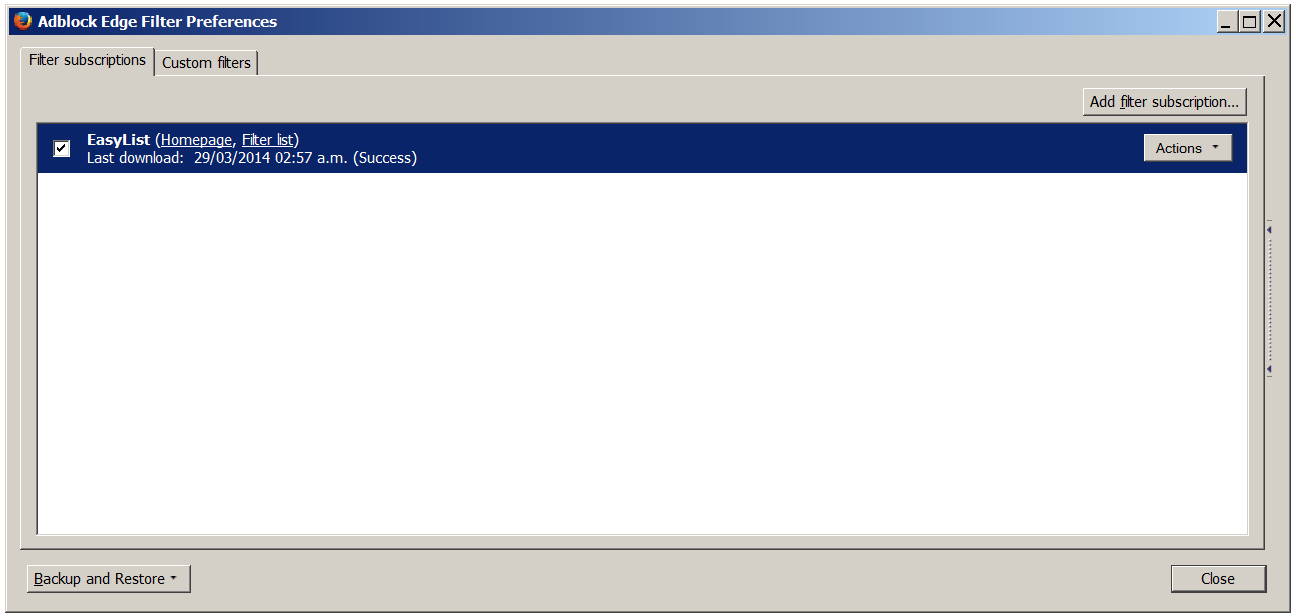 Adblock Edge Filter Preferences
Filter subscriptions
Custom filters
Add filter subscription...
EasyList (Homepage, Filter list)
Last download: 29/03/2014 02:57 a.m. (Success)
Actions
Backup and Restore
Close